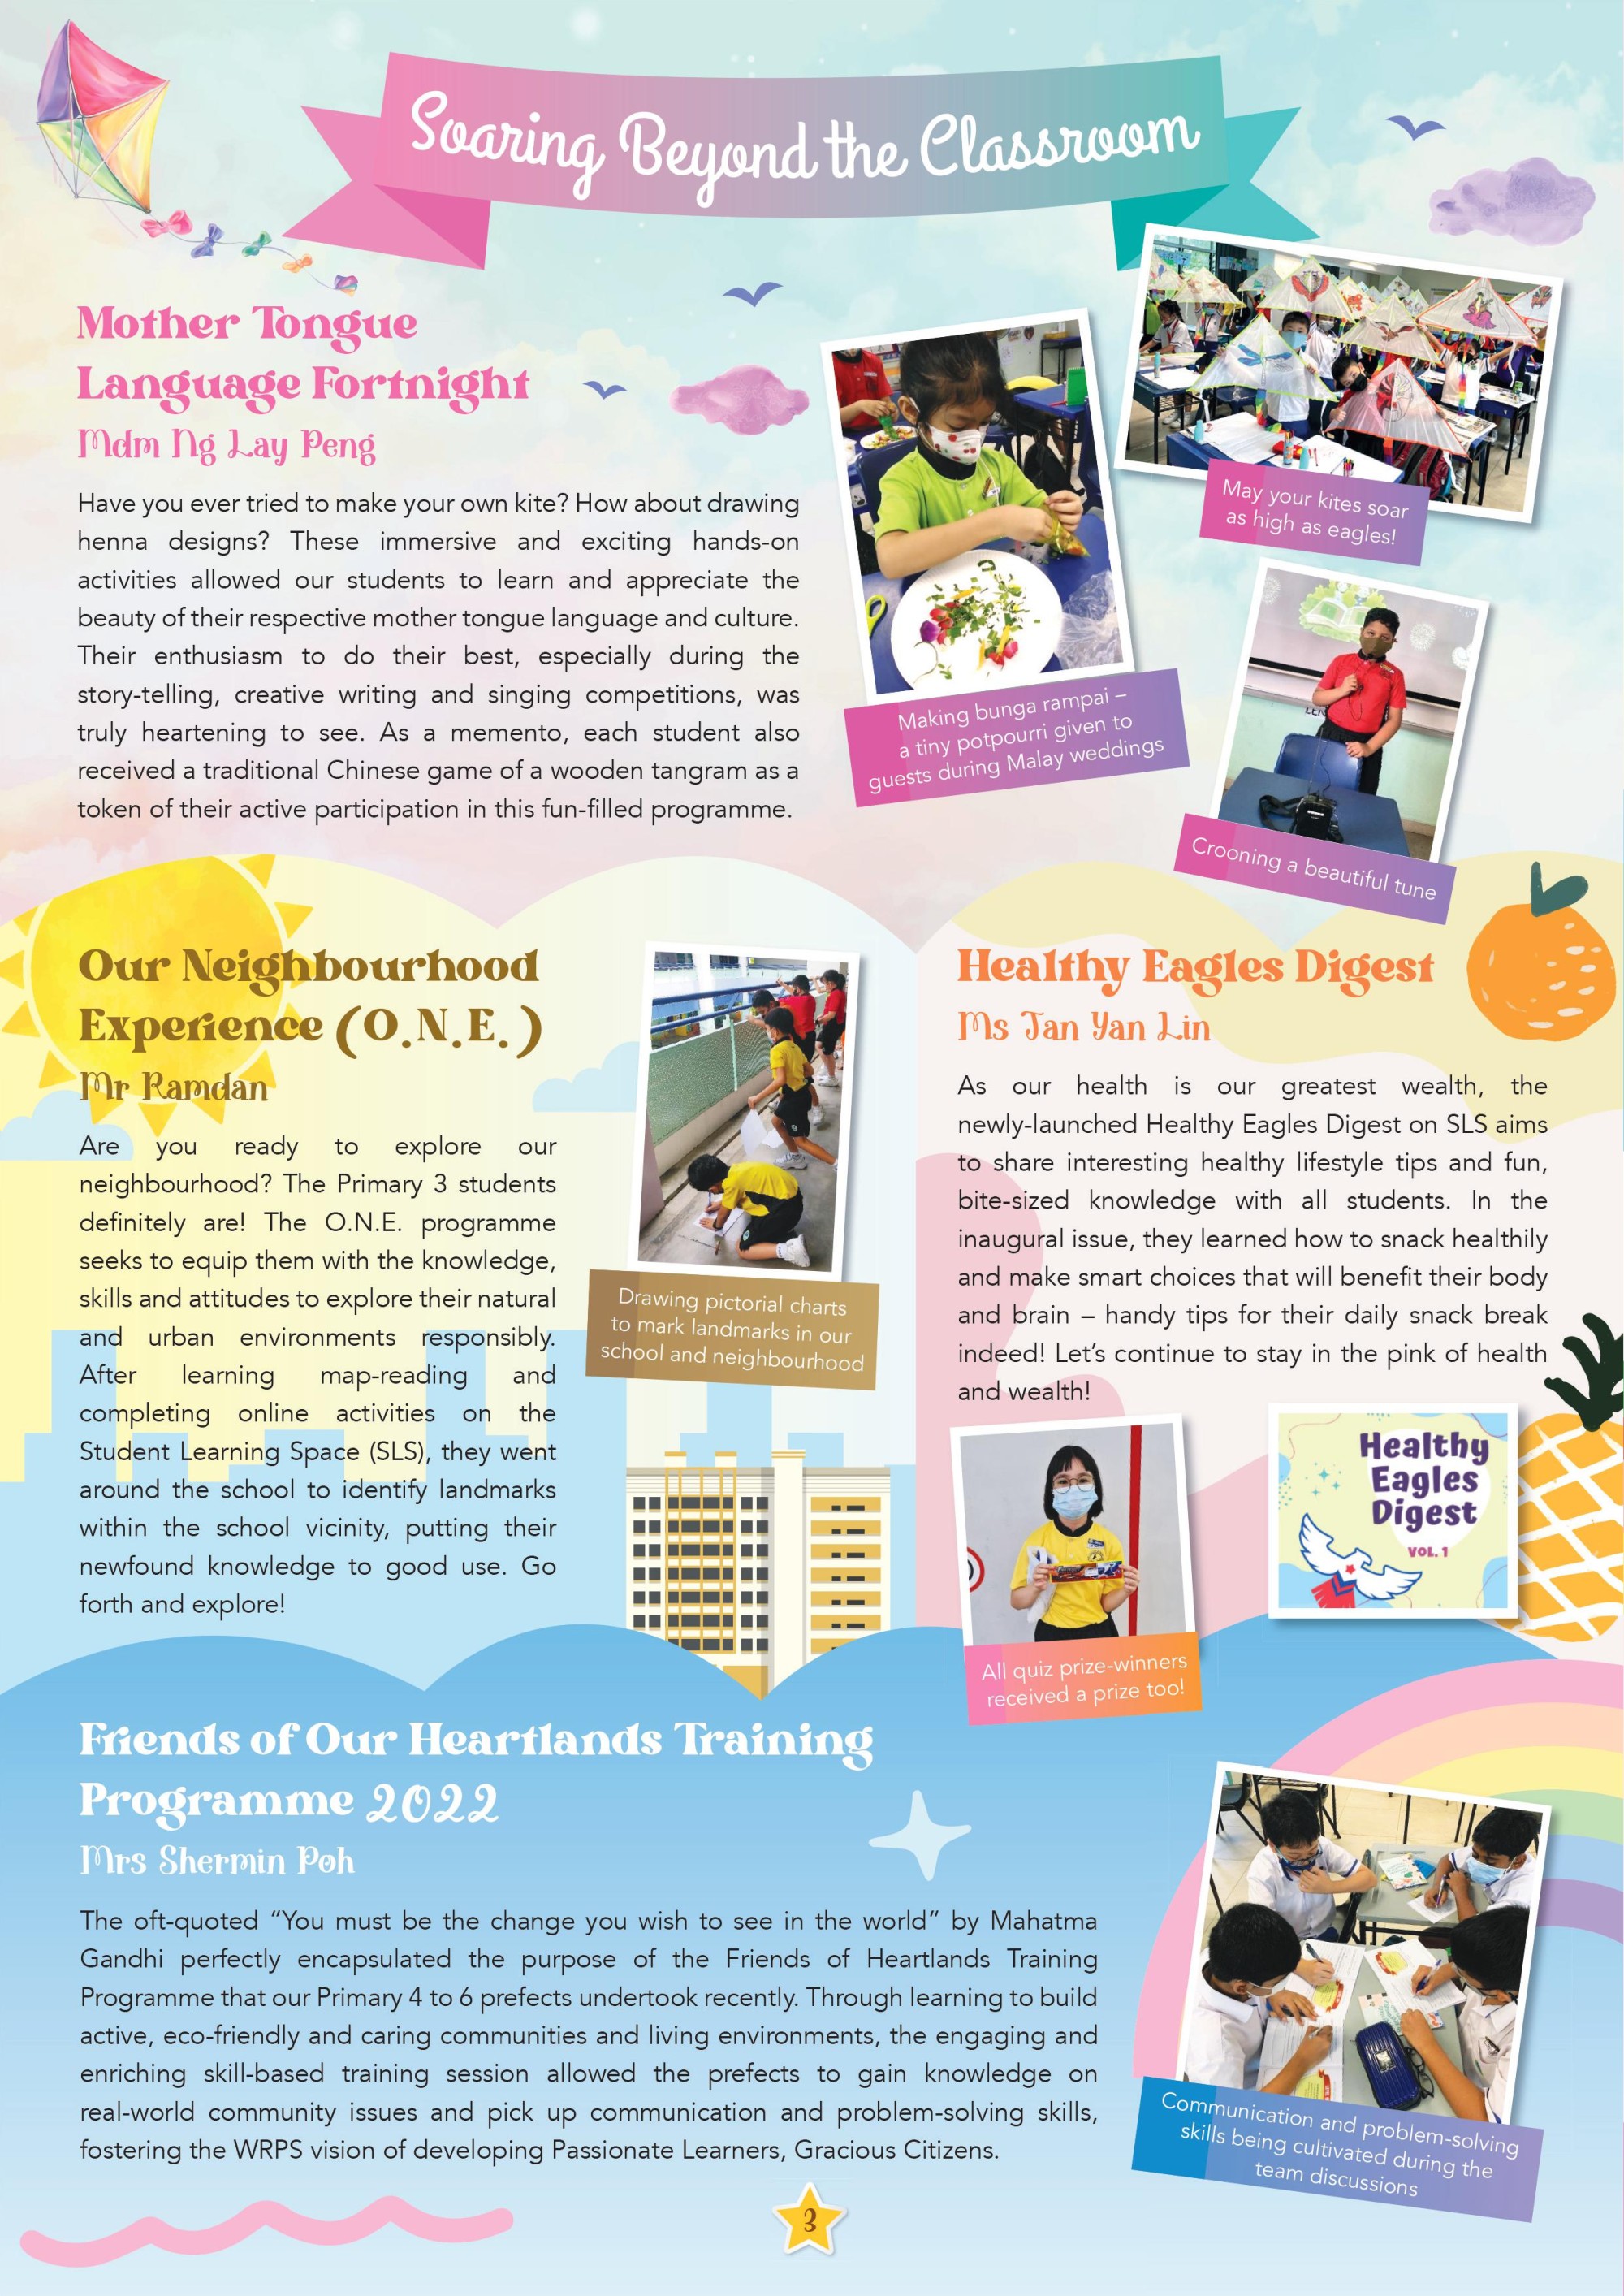 Soaring Beyond the Classroom
Mother Tongue
Language Fortnight
Mdm Ng Lay Peng
Have you ever tried to make your own kite? How about drawing
henna designs? These immersive and exciting hands-on
activities allowed our students to learn and appreciate the
beauty of their respective mother tongue language and culture.
Their enthusiasm to do their best, especially during the
story-telling, creative writing and singing competitions, was
truly heartening to see. As a memento, each student also
received a traditional Chinese game of a wooden tangram as a
token of their active participation in this fun-filled programme.
May your kites soar
as high as eagles!
Making bunga rampai –
a tiny potpourri given to
guests during Malay weddings
Crooning a beautiful tune
Our Neighbourhood
Experience (O.N.E.)
Mr Ramdan
Are you ready to explore our
neighbourhood? The Primary 3 students
definitely are! The O.N.E. programme
seeks to equip them with the knowledge,
skills and attitudes to explore their natural
and urban environments responsibly.
After learning map-reading and
completing online activities on the
Student Learning Space (SLS), they went
around the school to identify landmarks
within the school vicinity, putting their
newfound knowledge to good use. Go
forth and explore!
Drawing pictorial charts
to mark landmarks in our
school and neighbourhood
Healthy Eagles Digest
Ms Tan Yan Lin
As our health is our greatest wealth, the
newly-launched Healthy Eagles Digest on SLS aims
to share interesting healthy lifestyle tips and fun,
bite-sized knowledge with all students. In the
inaugural issue, they learned how to snack healthily
and make smart choices that will benefit their body
and brain – handy tips for their daily snack break
indeed! Let's continue to stay in the pink of health
and wealth!
Healthy
Eagles
Digest
VOL. 1
All quiz prize-winners
received a prize too!
Friends of Our Heartlands Training
Programme 2022
Mrs Shermin Poh
The oft-quoted "You must be the change you wish to see in the world" by Mahatma
Gandhi perfectly encapsulated the purpose of the Friends of Heartlands Training
Programme that our Primary 4 to 6 prefects undertook recently. Through learning to build
active, eco-friendly and caring communities and living environments, the engaging and
enriching skill-based training session allowed the prefects to gain knowledge on
real-world community issues and pick up communication and problem-solving skills,
fostering the WRPS vision of developing Passionate Learners, Gracious Citizens.
Communication and problem-solving
skills being cultivated during the
team discussions
3